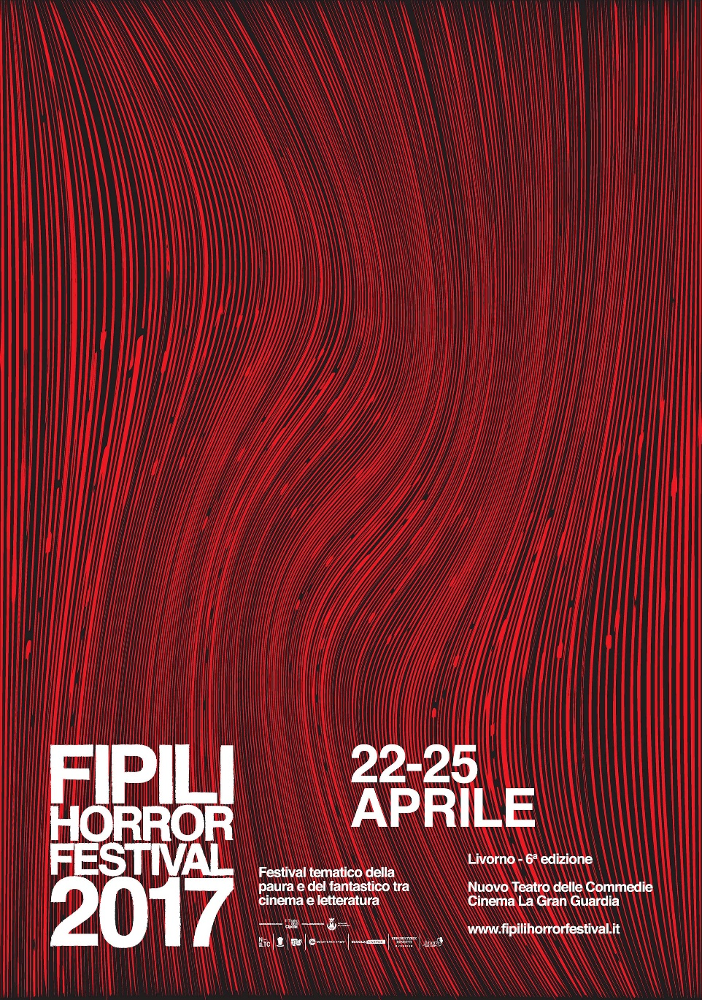 FIPILI
HORROR
FESTIVAL
2017
22-25
APRILE
Festival tematico della
paura e del fantastico tra
cinema e letteratura
Livorno - 6ª edizione
Nuovo Teatro delle Commedie
Cinema La Gran Guardia
www.fipilihorrorfestival.it